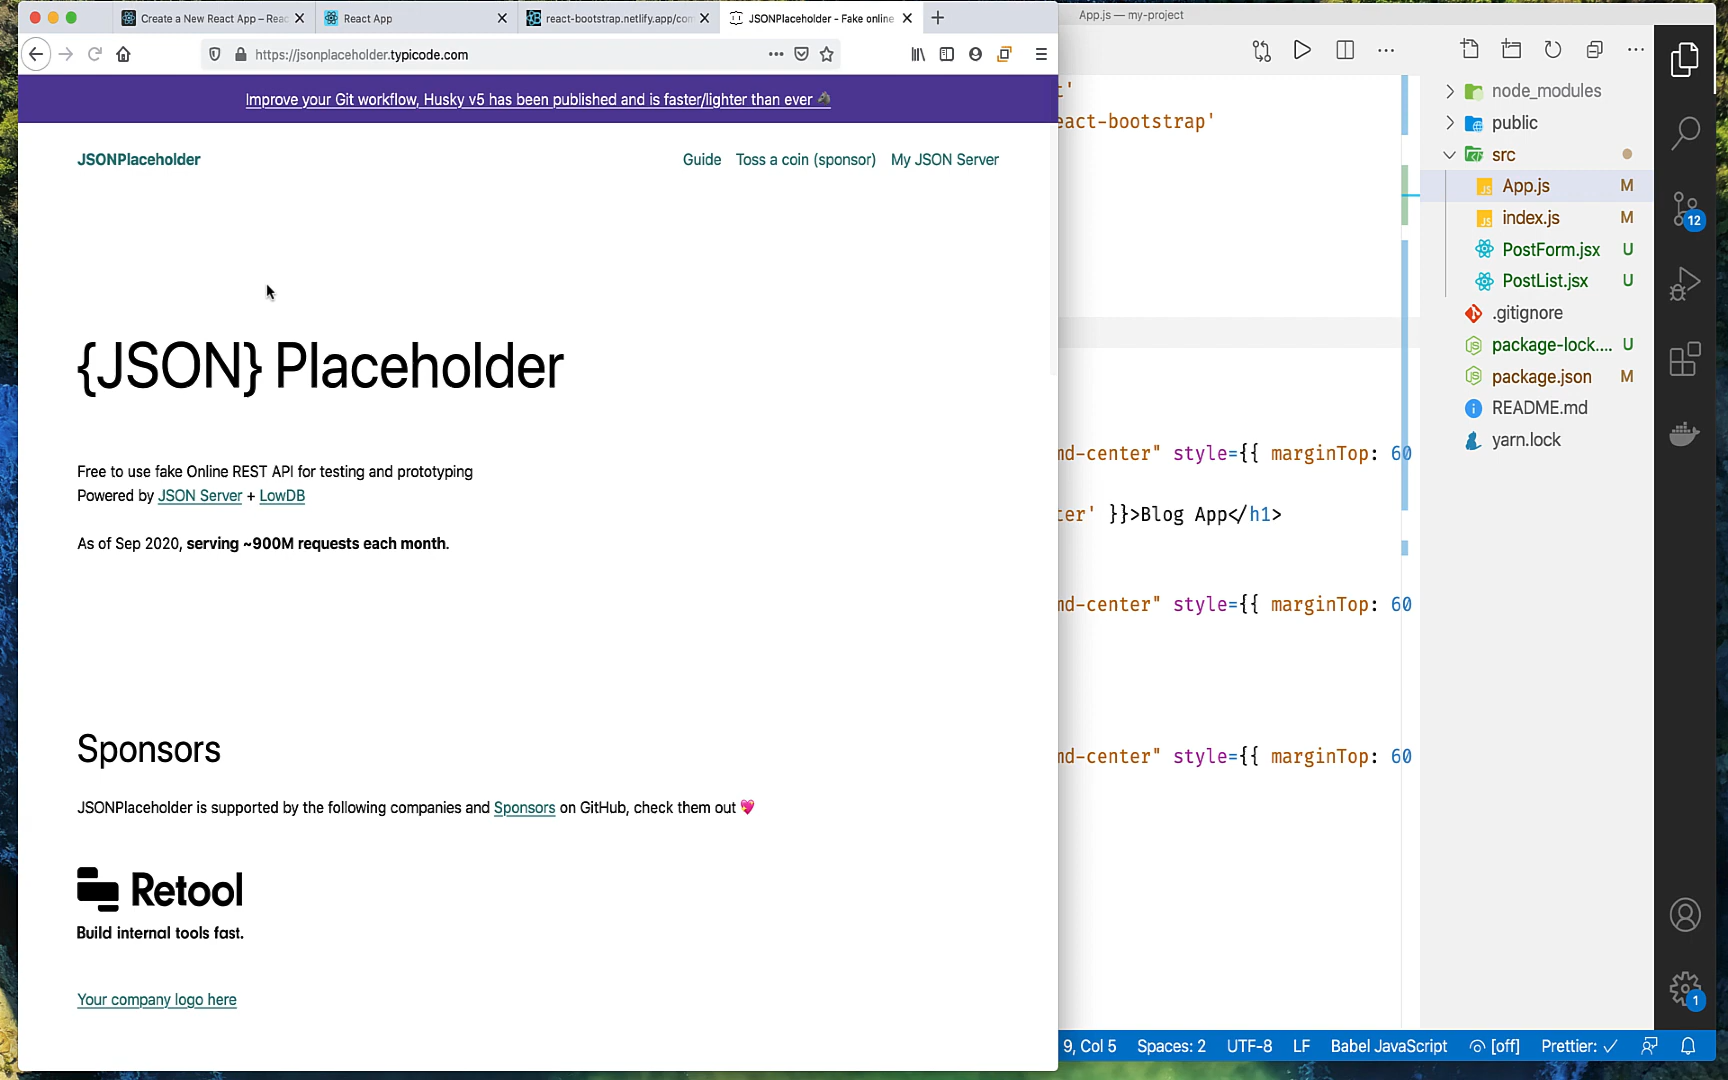 Create a New React App – Reac
React App
react-bootstrap.netlify.app/com
JSONPlaceholder - Fake online
https://jsonplaceholder.typicode.com
Improve your Git workflow, Husky v5 has been published and is faster/lighter than ever
JSONPlaceholder
Guide
Toss a coin (sponsor)
My JSON Server
{JSON} Placeholder
Free to use fake Online REST API for testing and prototyping
Powered by JSON Server + LowDB
As of Sep 2020, serving ~900M requests each month.
Sponsors
JSONPlaceholder is supported by the following companies and Sponsors on GitHub, check them out 💖
Retool
Build internal tools fast.
Your company logo here
App.js — my-project
t'
eact-bootstrap'
md-center" style={{ marginTop: 60
ter' }}>Blog App</h1>
md-center" style={{ marginTop: 60
md-center" style={{ marginTop: 60
node_modules
public
src
JS App.js M
JS index.js M
PostForm.jsx U
PostList.jsx U
.gitignore
package-lock.... U
package.json M
README.md
yarn.lock
12
1
9, Col 5
Spaces: 2
UTF-8
LF
Babel JavaScript
[off]
Prettier: ✓